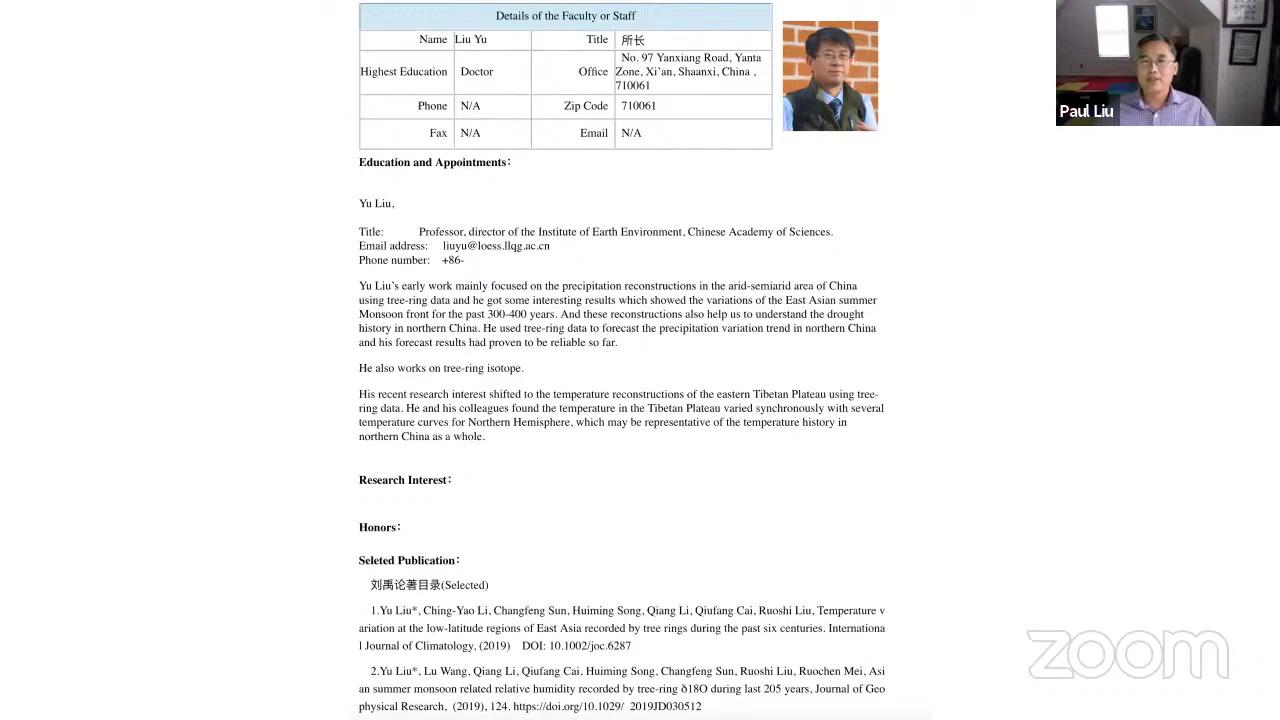 Details of the Faculty or Staff
Name Liu Yu Title 所长
Highest Education Doctor Office No. 97 Yanxiang Road, Yanta Zone, Xi'an, Shaanxi, China , 710061
Phone N/A Zip Code 710061
Fax N/A Email N/A
Paul Liu
Education and Appointments：
Yu Liu,
Title: Professor, director of the Institute of Earth Environment, Chinese Academy of Sciences.
Email address: liuyu@loess.llqg.ac.cn
Phone number: +86-
Yu Liu's early work mainly focused on the precipitation reconstructions in the arid-semiarid area of China
using tree-ring data and he got some interesting results which showed the variations of the East Asian summer
Monsoon front for the past 300-400 years. And these reconstructions also help us to understand the drought
history in northern China. He used tree-ring data to forecast the precipitation variation trend in northern China
and his forecast results had proven to be reliable so far.
He also works on tree-ring isotope.
His recent research interest shifted to the temperature reconstructions of the eastern Tibetan Plateau using tree-
ring data. He and his colleagues found the temperature in the Tibetan Plateau varied synchronously with several
temperature curves for Northern Hemisphere, which may be representative of the temperature history in
northern China as a whole.
Research Interest：
Honors：
Seleted Publication：
刘禹论著目录(Selected)
1.Yu Liu*, Ching-Yao Li, Changfeng Sun, Huiming Song, Qiang Li, Qiufang Cai, Ruoshi Liu, Temperature v
ariation at the low-latitude regions of East Asia recorded by tree rings during the past six centuries. Internationa
l Journal of Climatology, (2019) DOI: 10.1002/joc.6287
2.Yu Liu*, Lu Wang, Qiang Li, Qiufang Cai, Huiming Song, Changfeng Sun, Ruoshi Liu, Ruochen Mei, Asi
an summer monsoon related relative humidity recorded by tree-ring δ18O during last 205 years, Journal of Geo
physical Research, (2019), 124. https://doi.org/10.1029/ 2019JD030512
zoom